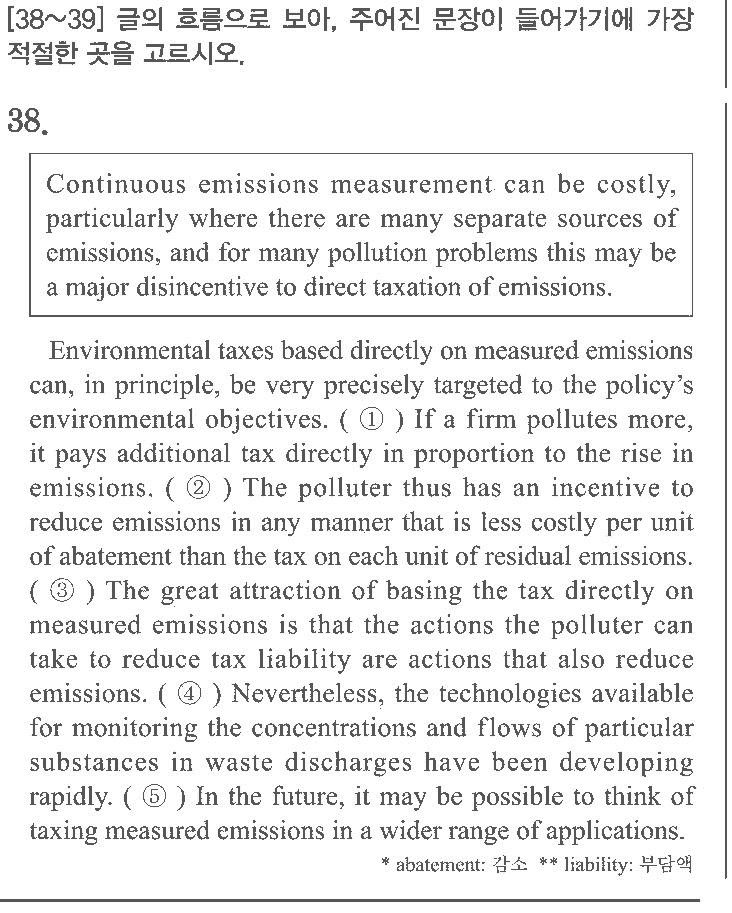 [38～39] 글의 흐름으로 보아, 주어진 문장이 들어가기에 가장
적절한 곳을 고르시오.
38.
Continuous emissions measurement can be costly,
particularly where there are many separate sources of
emissions, and for many pollution problems this may be
a major disincentive to direct taxation of emissions.
Environmental taxes based directly on measured emissions
can, in principle, be very precisely targeted to the policy's
environmental objectives. ( ① ) If a firm pollutes more,
it pays additional tax directly in proportion to the rise in
emissions. ( ② ) The polluter thus has an incentive to
reduce emissions in any manner that is less costly per unit
of abatement than the tax on each unit of residual emissions.
( ③ ) The great attraction of basing the tax directly on
measured emissions is that the actions the polluter can
take to reduce tax liability are actions that also reduce
emissions. ( ④ ) Nevertheless, the technologies available
for monitoring the concentrations and flows of particular
substances in waste discharges have been developing
rapidly. ( ⑤ ) In the future, it may be possible to think of
taxing measured emissions in a wider range of applications.
* abatement: 감소 ** liability: 부담액